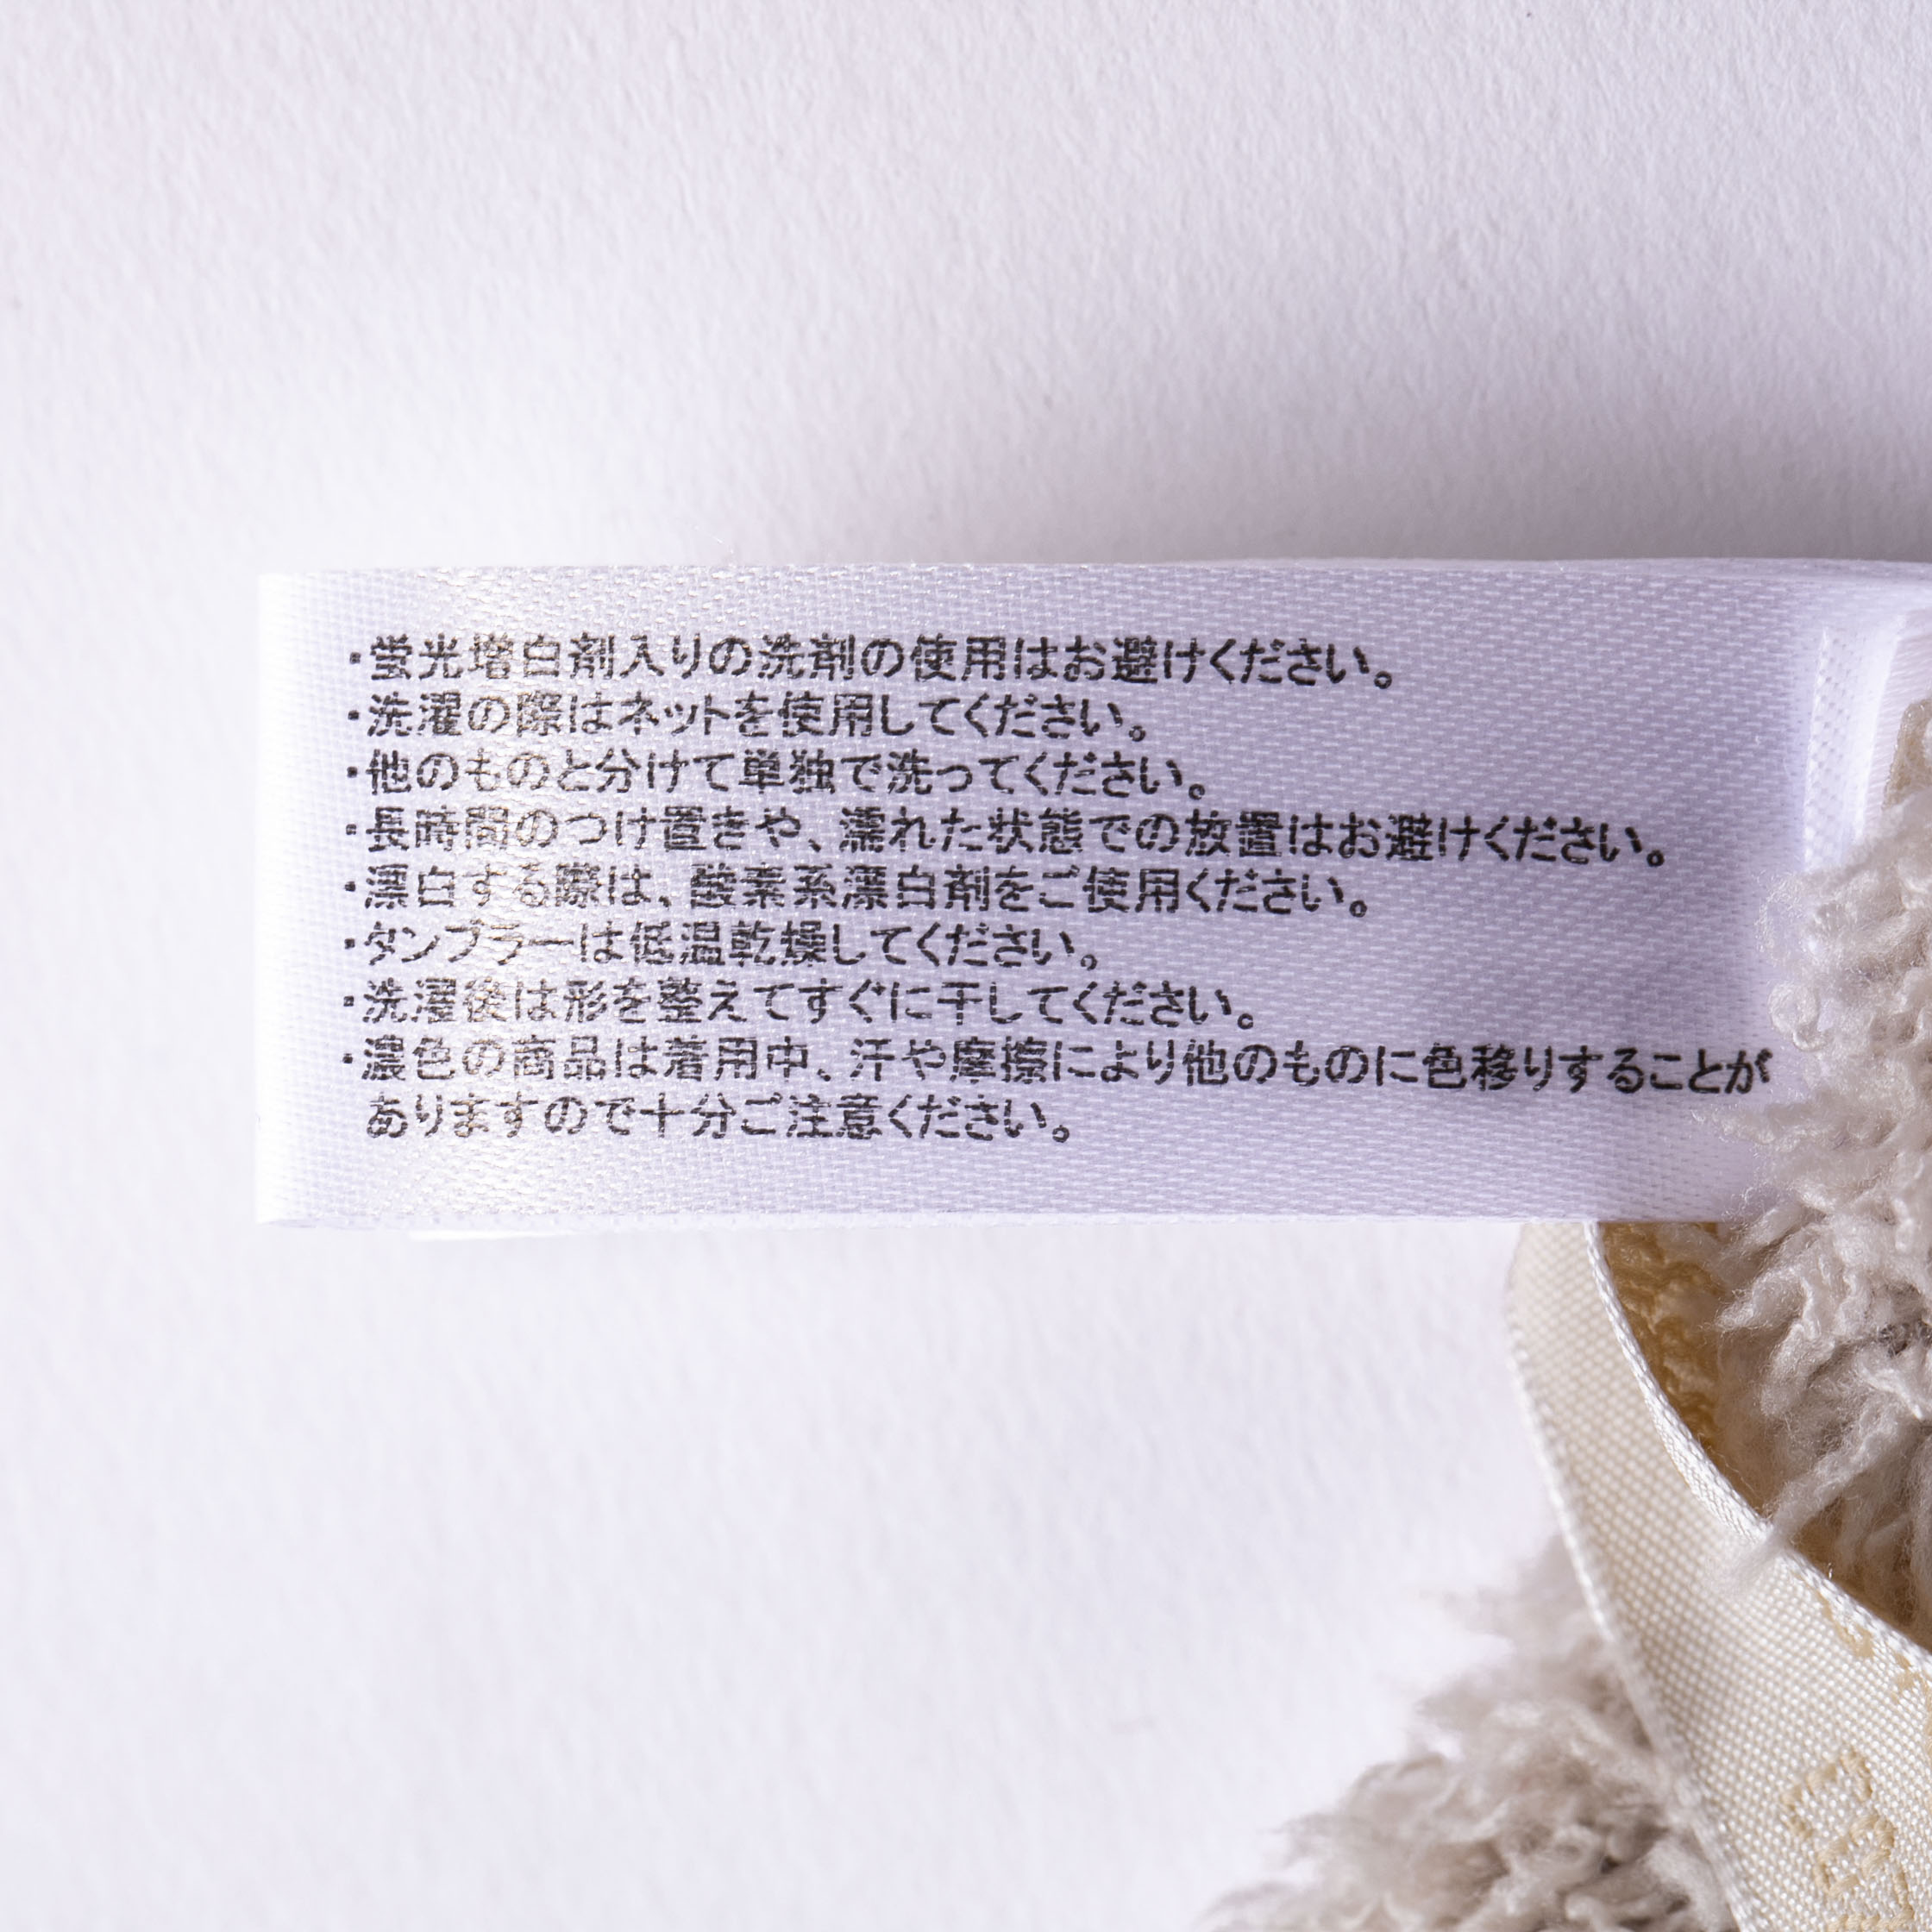 ・蛍光増白剤入りの洗剤の使用はお避けください。
・洗濯の際はネットを使用してください。
・他のものと分けて単独で洗ってください。
・長時間のつけ置きや、濡れた状態での放置はお避けください。
・漂白する際は、酸素系漂白剤をご使用ください。
・タンブラーは低温乾燥してください。
・洗濯後は形を整えてすぐに干してください。
・濃色の商品は着用中、汗や摩擦により他のものに色移りすることが
ありますので十分ご注意ください。